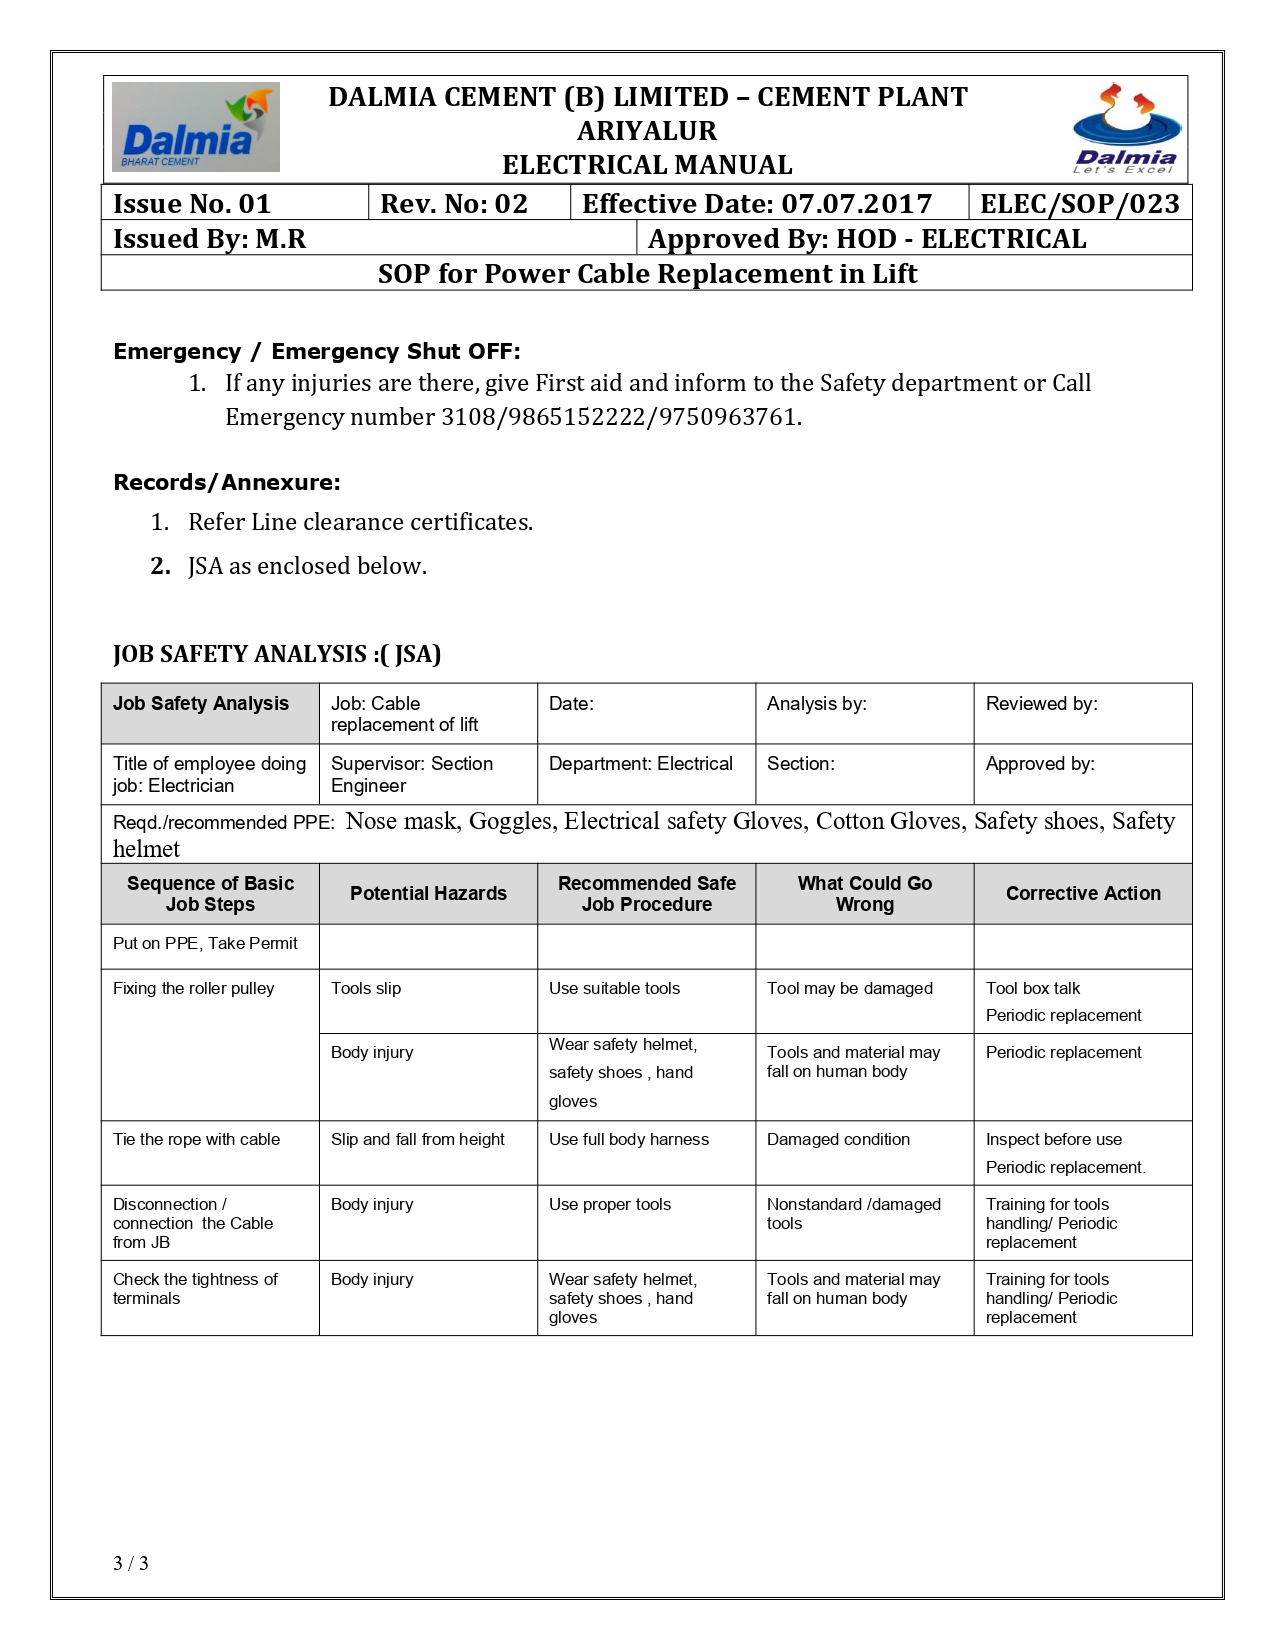 Dalmia
BHARAT CEMENT
DALMIA CEMENT (B) LIMITED – CEMENT PLANT
ARIYALUR
ELECTRICAL MANUAL
Dalmia
Let's Excel
Issue No. 01 Rev. No: 02 Effective Date: 07.07.2017 ELEC/SOP/023
Issued By: M.R Approved By: HOD - ELECTRICAL
SOP for Power Cable Replacement in Lift
Emergency / Emergency Shut OFF:
1. If any injuries are there, give First aid and inform to the Safety department or Call
Emergency number 3108/9865152222/9750963761.
Records/Annexure:
1. Refer Line clearance certificates.
2. JSA as enclosed below.
JOB SAFETY ANALYSIS :( JSA)
Job Safety Analysis
Job: Cable
replacement of lift
Date:
Analysis by:
Reviewed by:
Title of employee doing
job: Electrician
Supervisor: Section
Engineer
Department: Electrical
Section:
Approved by:
Reqd./recommended PPE: Nose mask, Goggles, Electrical safety Gloves, Cotton Gloves, Safety shoes, Safety
helmet
Sequence of Basic
Job Steps
Potential Hazards
Recommended Safe
Job Procedure
What Could Go
Wrong
Corrective Action
Put on PPE, Take Permit
Fixing the roller pulley
Tools slip
Use suitable tools
Tool may be damaged
Tool box talk
Periodic replacement
Body injury
Wear safety helmet,
safety shoes , hand
gloves
Tools and material may
fall on human body
Periodic replacement
Tie the rope with cable
Slip and fall from height
Use full body harness
Damaged condition
Inspect before use
Periodic replacement.
Disconnection /
connection the Cable
from JB
Body injury
Use proper tools
Nonstandard /damaged
tools
Training for tools
handling/ Periodic
replacement
Check the tightness of
terminals
Body injury
Wear safety helmet,
safety shoes , hand
gloves
Tools and material may
fall on human body
Training for tools
handling/ Periodic
replacement
3 / 3